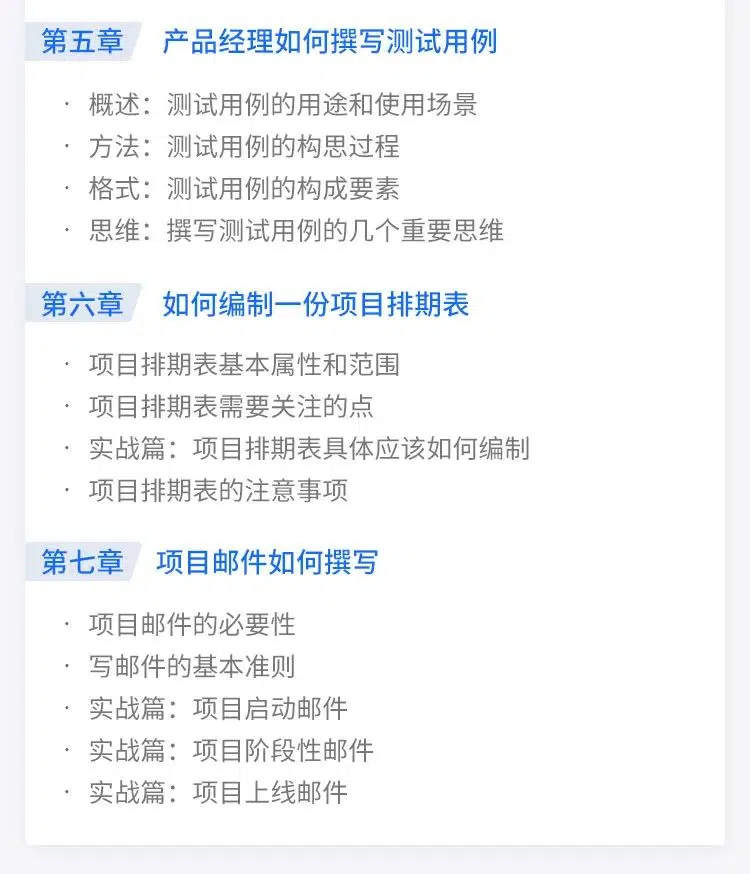 第五章 产品经理如何撰写测试用例
· 概述：测试用例的用途和使用场景
· 方法：测试用例的构思过程
· 格式：测试用例的构成要素
· 思维：撰写测试用例的几个重要思维
第六章 如何编制一份项目排期表
· 项目排期表基本属性和范围
· 项目排期表需要关注的点
· 实战篇：项目排期表具体应该如何编制
· 项目排期表的注意事项
第七章 项目邮件如何撰写
· 项目邮件的必要性
· 写邮件的基本准则
· 实战篇：项目启动邮件
· 实战篇：项目阶段性邮件
· 实战篇：项目上线邮件